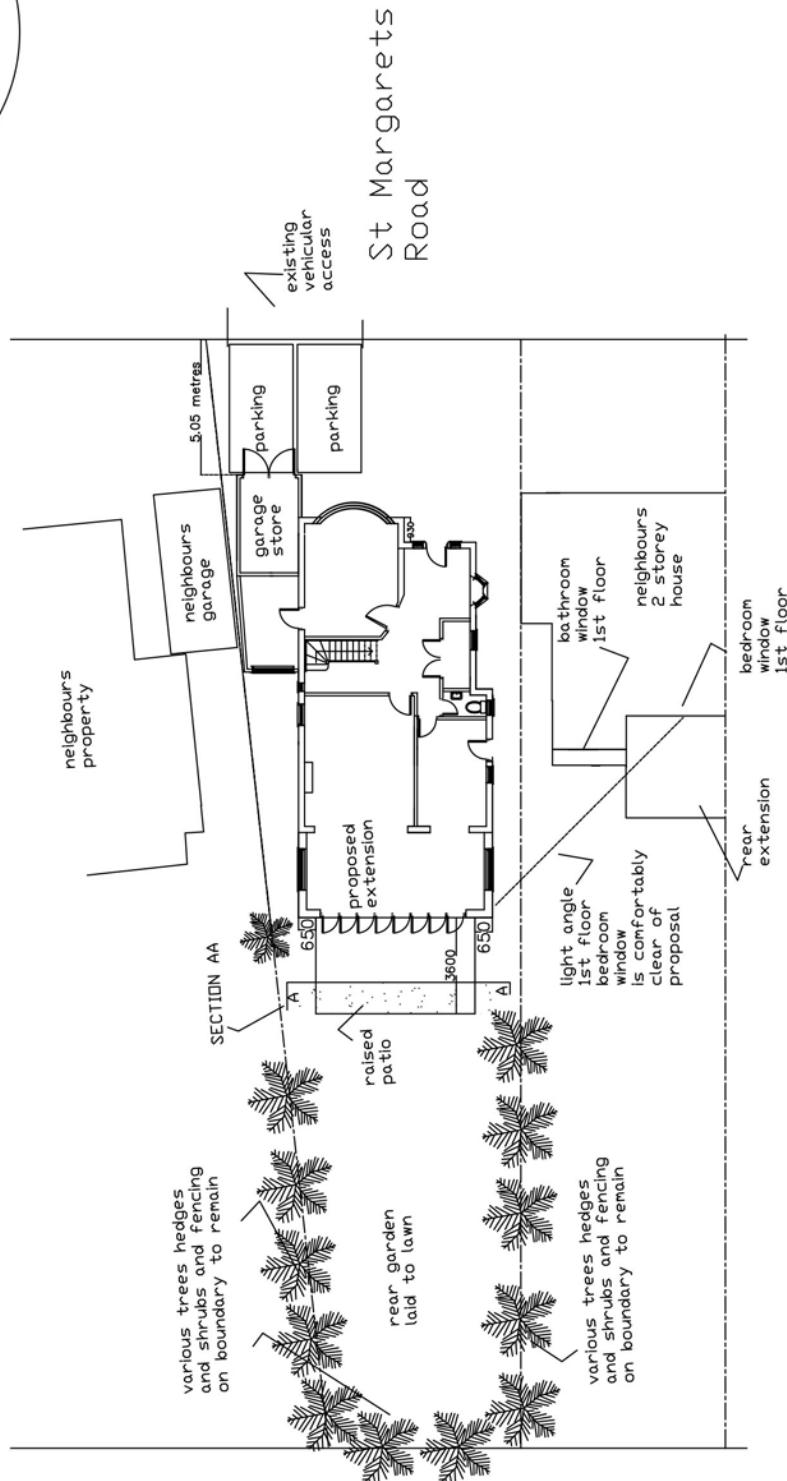 St Margarets
Road
existing
vehicular
access
5.05 metres
parking
parking
garage
store
neighbours
garage
neighbours
property
930
bathroom
window
1st floor
neighbours
2 storey
house
bedroom
window
1st floor
rear
extension
proposed
extension
light angle
1st floor
bedroom
window
is comfortably
clear of
proposal
650
650
3600
SECTION AA
A
A
raised
patio
rear garden
laid to lawn
various trees hedges
and shrubs and fencing
on boundary to remain
various trees hedges
and shrubs and fencing
on boundary to remain